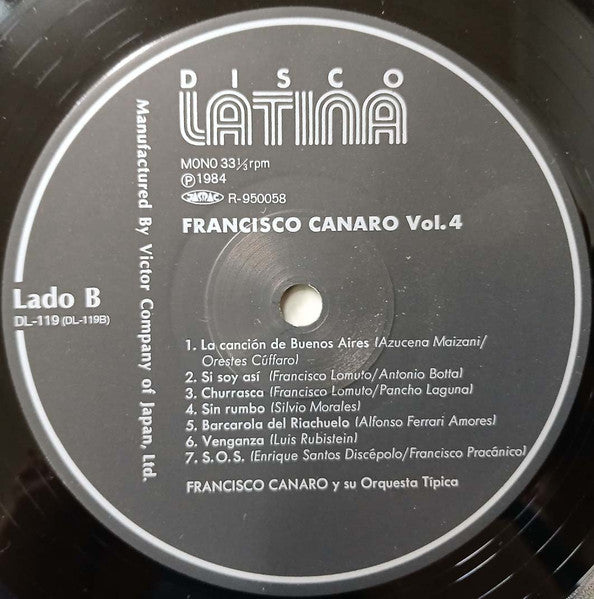 DISCO
LATINA
MONO 33⅓rpm
Ⓟ1984
JASRAC R-950058
FRANCISCO CANARO Vol.4
Manufactured By Victor Company of Japan, Ltd.
Lado B
DL-119 (DL-119B)
1. La canción de Buenos Aires (Azucena Maizani/
Orestes Cúffaro)
2. Si soy así (Francisco Lomuto/Antonio Botta)
3. Churrasca (Francisco Lomuto/Pancho Laguna)
4. Sin rumbo (Silvio Morales)
5. Barcarola del Riachuelo (Alfonso Ferrari Amores)
6. Venganza (Luis Rubistein)
7. S.O.S. (Enrique Santos Discépolo/Francisco Pracánico)
FRANCISCO CANARO y su Orquesta Típica